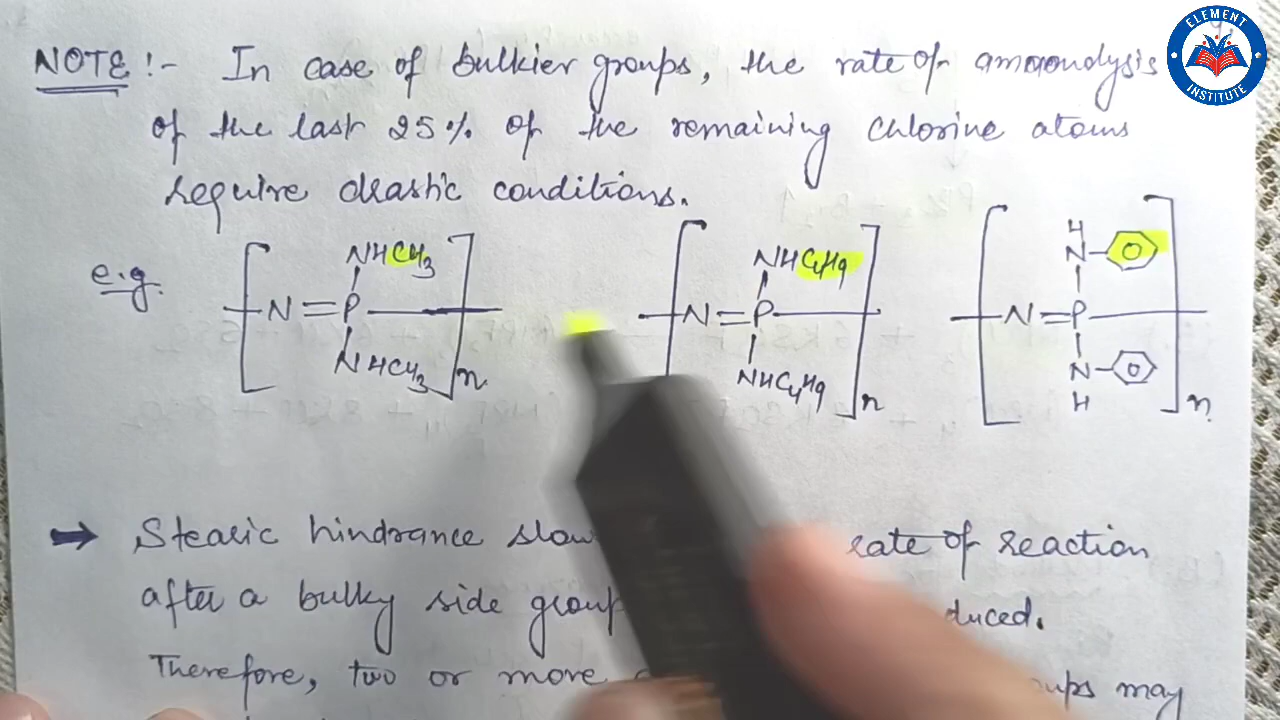 NOTE :- In case of bulkier groups, the rate of
of the last 25% of the remaining chlorine atoms
require drastic conditions.
e.g.
[-N=P-]n NHCH3 NHCH3
[-N=P-]n NHC4H9 NHC4H9
[-N=P-]n H N N H
→ Stearic hindrance slow rate of reaction
after a bulky side group duced.
Therefore, two or more may
ELEMENT INSTITUTE